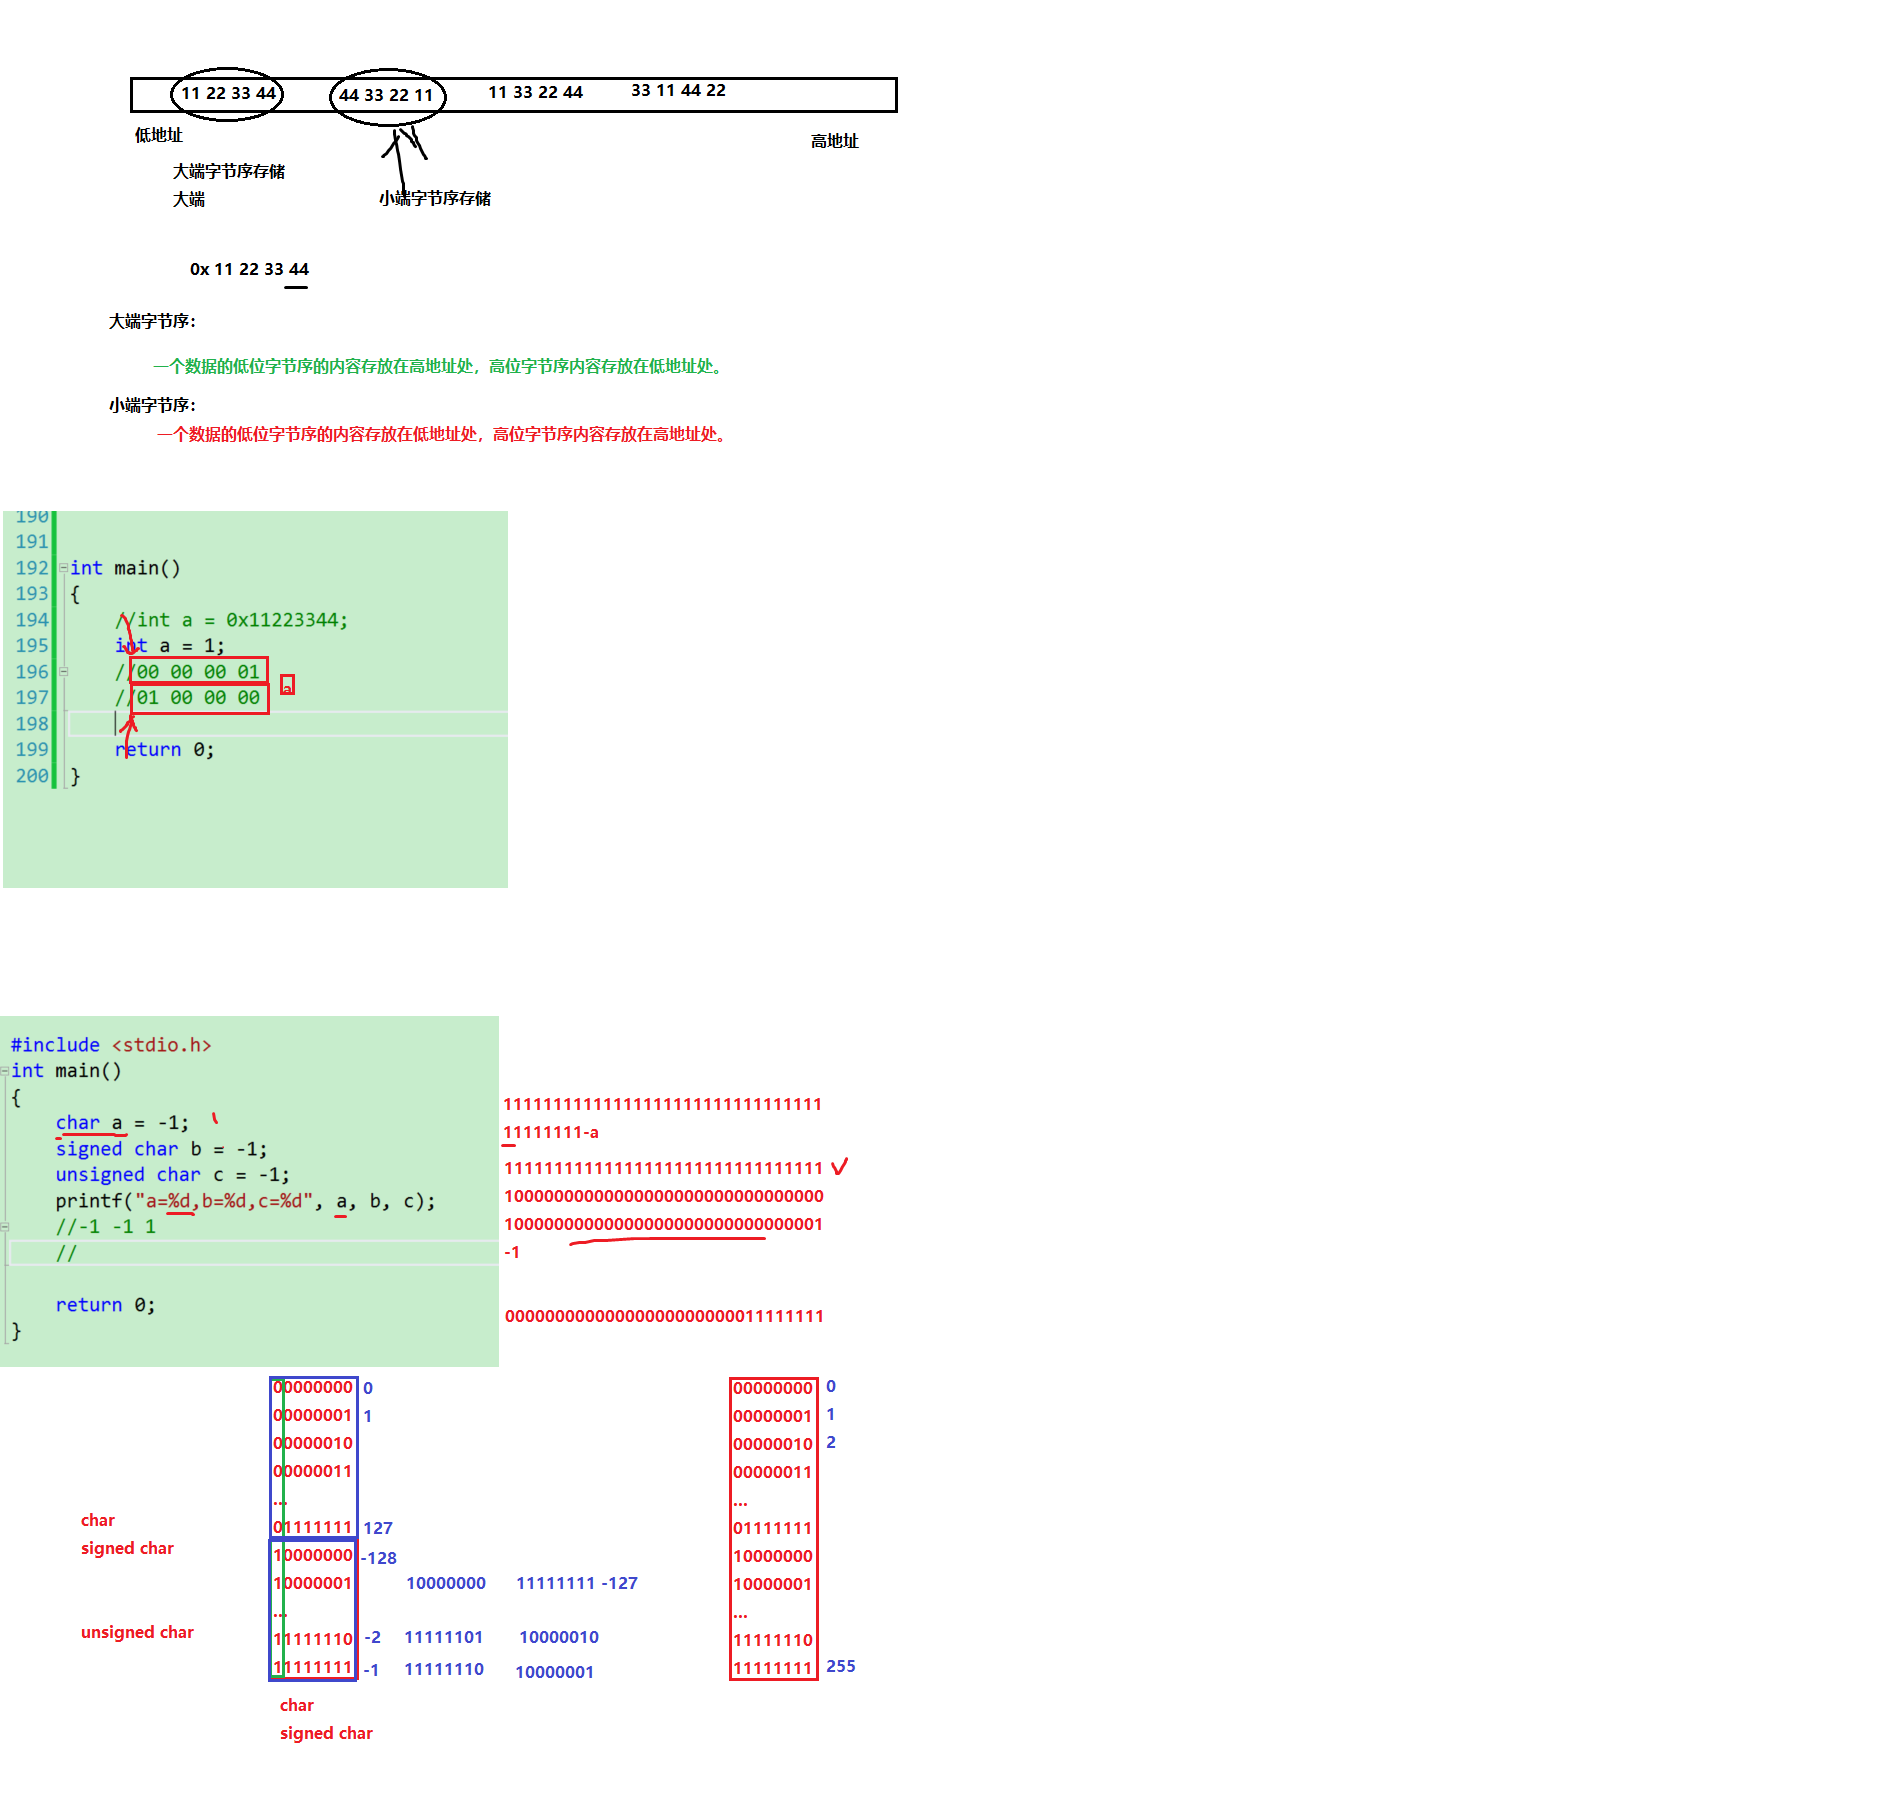 11 22 33 44 44 33 22 11 11 33 22 44 33 11 44 22
低地址 高地址
大端字节序存储
大端 小端字节序存储
0x 11 22 33 44
大端字节序：
一个数据的低位字节序的内容存放在高地址处，高位字节序内容存放在低地址处。
小端字节序：
一个数据的低位字节序的内容存放在低地址处，高位字节序内容存放在高地址处。
190
191
192 int main()
193 {
194 //int a = 0x11223344;
195 int a = 1;
196 //00 00 00 01
a
197 //01 00 00 00
198
199 return 0;
200 }
#include <stdio.h>
int main()
{
char a = -1;
signed char b = -1;
unsigned char c = -1;
printf("a=%d,b=%d,c=%d", a, b, c);
//-1 -1 1
//
return 0;
}
11111111111111111111111111111111
11111111-a
11111111111111111111111111111111
10000000000000000000000000000000
10000000000000000000000000000001
-1
00000000000000000000000011111111
00000000 0
00000001 1
00000010
00000011
...
01111111 127
10000000 -128
10000001 10000000 11111111 -127
...
11111110 -2 11111101 10000010
11111111 -1 11111110 10000001
char
signed char
unsigned char
char
signed char
00000000 0
00000001 1
00000010 2
00000011
...
01111111
10000000
10000001
...
11111110
11111111 255